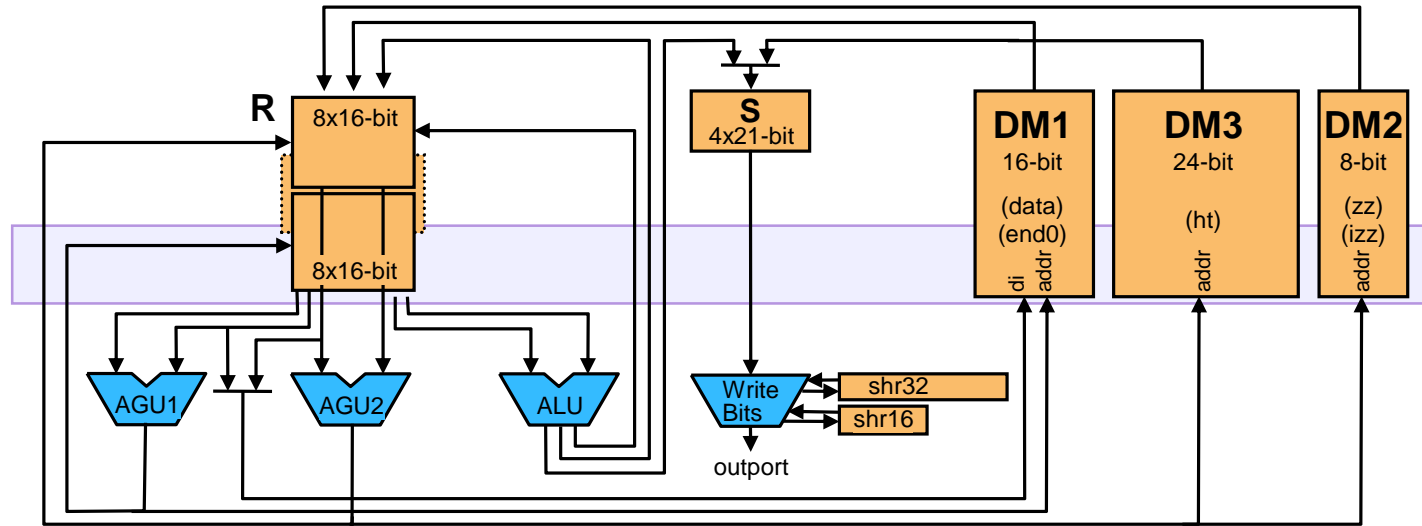 R
8x16-bit
8x16-bit
S
4x21-bit
DM1
16-bit
(data)
(end0)
di
addr
DM3
24-bit
(ht)
addr
DM2
8-bit
(zz)
(izz)
addr
AGU1
AGU2
ALU
Write
Bits
shr32
shr16
outport